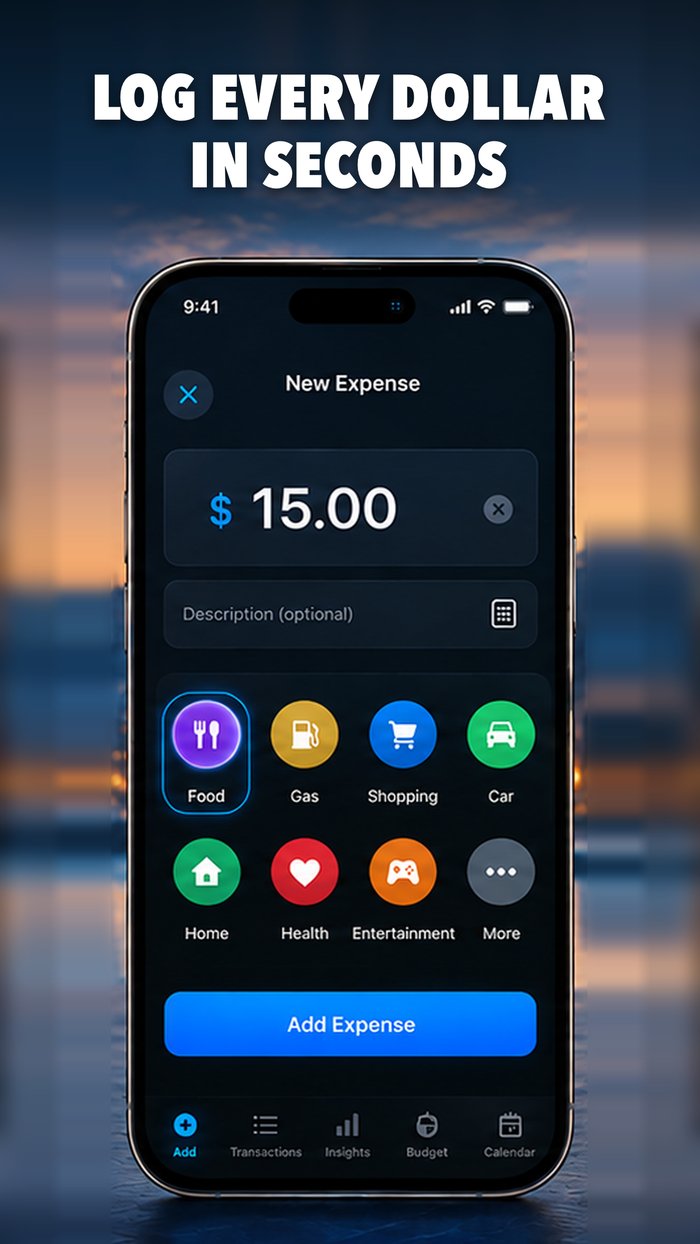 LOG EVERY DOLLAR
IN SECONDS
9:41
New Expense
$ 15.00
Description (optional)
Food Gas Shopping Car
Home Health Entertainment More
Add Expense
Add Transactions Insights Budget Calendar